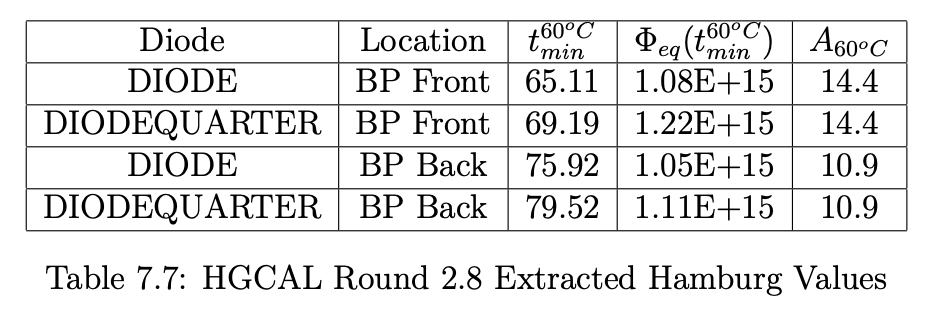 Diode Location t_{min}^{60^oC} Φ_{eq}(t_{min}^{60^oC}) A_{60^oC}
DIODE BP Front 65.11 1.08E+15 14.4
DIODEQUARTER BP Front 69.19 1.22E+15 14.4
DIODE BP Back 75.92 1.05E+15 10.9
DIODEQUARTER BP Back 79.52 1.11E+15 10.9
Table 7.7: HGCAL Round 2.8 Extracted Hamburg Values